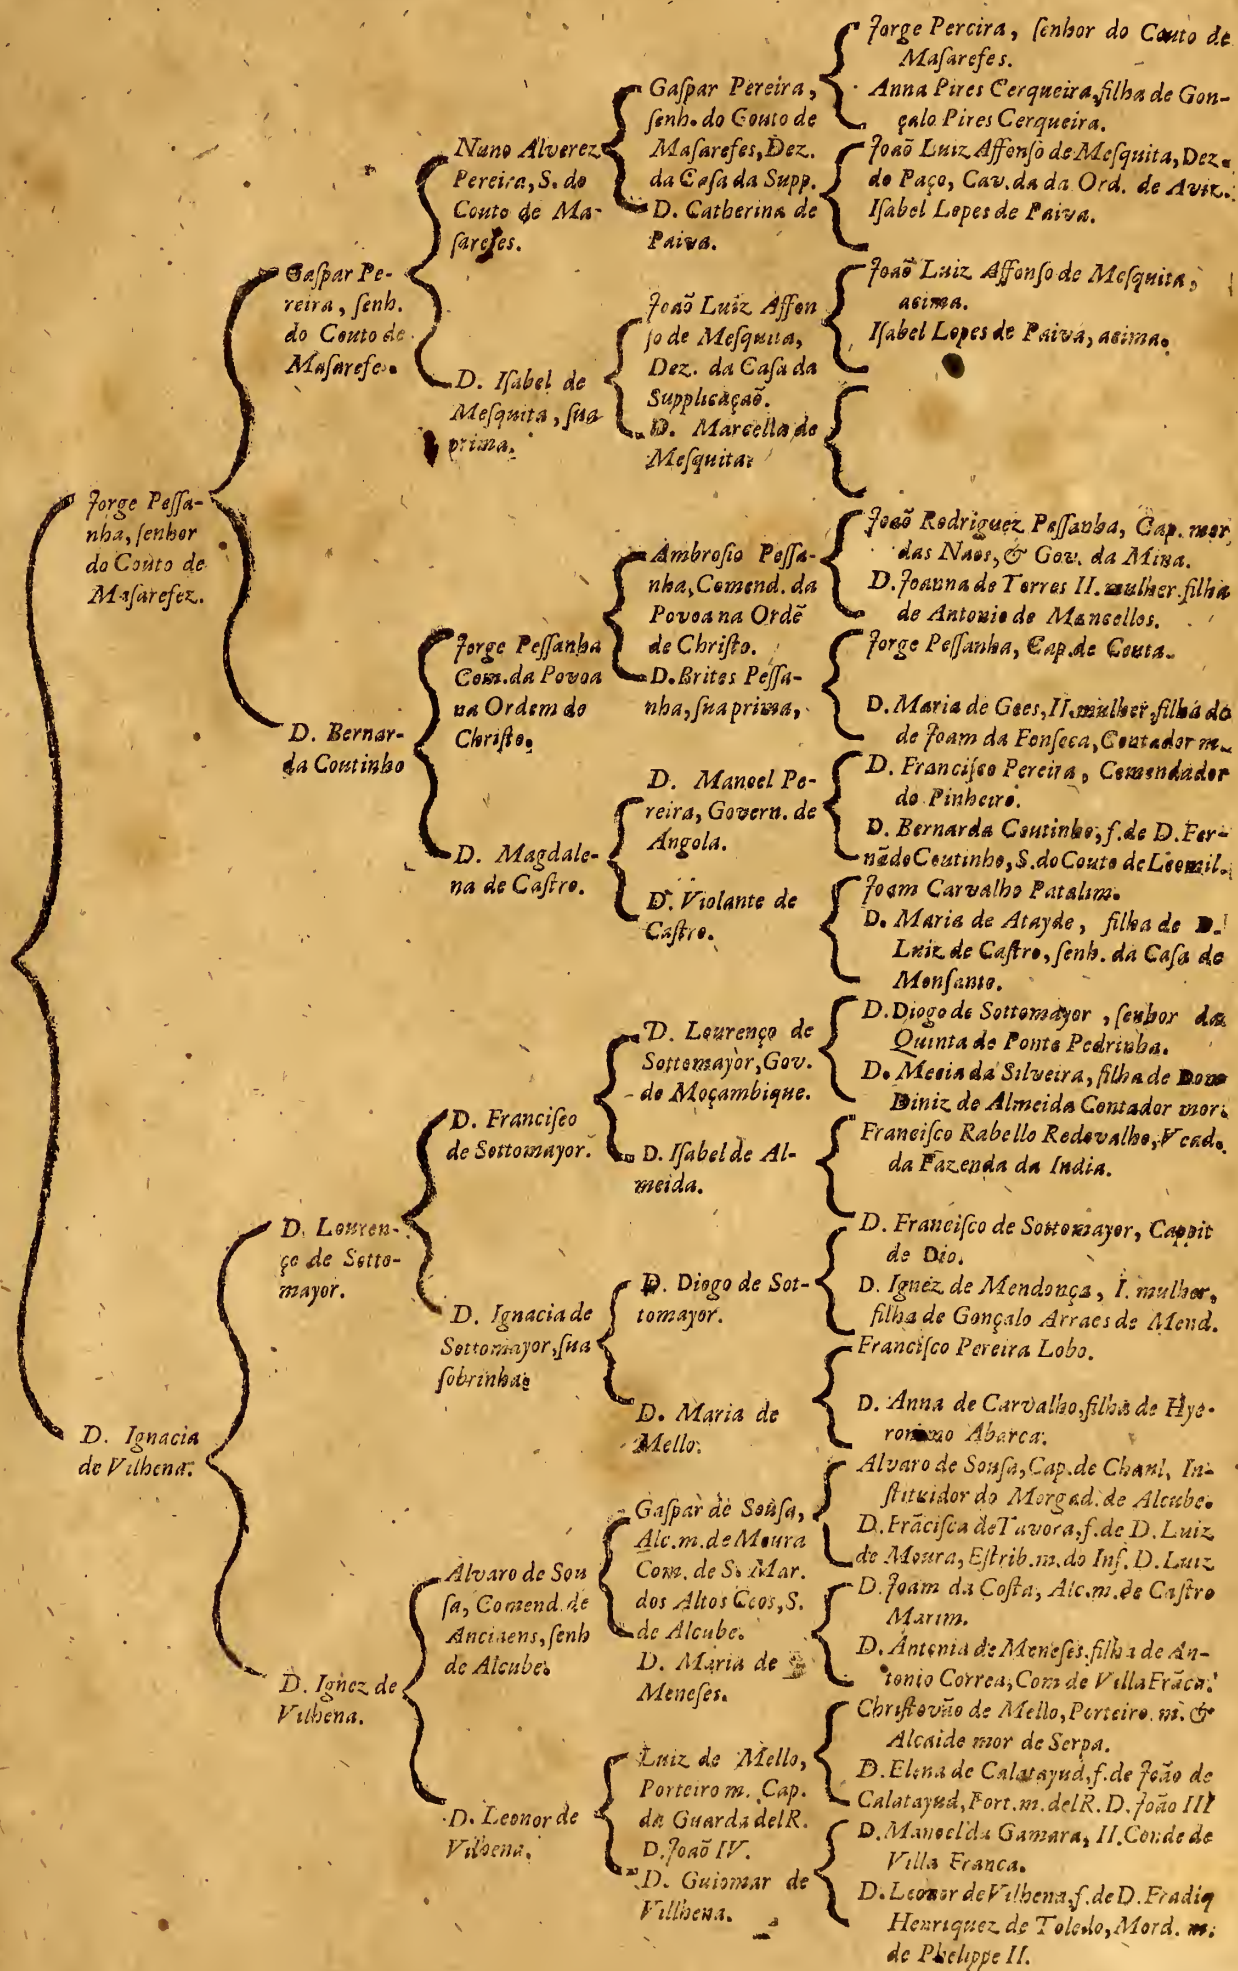 Jorge Peſſa-
nha, ſenhor
do Couto de
Maſarefez.
D. Ignacia
de Vilhena.
Gaſpar Pe-
reira, ſenh.
do Couto de
Maſarefe
D. Bernar-
da Coutinho
D. Louren-
ço de Sotto-
mayor.
D. Ignez de
Vilhena.
Nuno Alverez
Pereira, S. do
Couto de Ma-
ſarefes.
D. Iſabel de
Meſquita, ſua
prima.
Jorge Peſſanha
Com. da Povoa
na Ordem de
Chriſto.
D. Magdale-
na de Caſtro.
D. Franciſco
de Sottomayor.
D. Ignacia de
Sottomayor, ſua
ſobrinha
Alvaro de Sou
ſa, Comend. de
Anciaens, ſenh
de Alcube.
D. Leonor de
Vilhena.
Gaſpar Pereira,
ſenh. do Couto de
Maſarefes, Dez.
da Caſa da Supp.
D. Catherina de
Paiva.
Joaõ Luiz Affon
ſo de Meſquita,
Dez. da Caſa da
Supplicaçaõ.
D. Marcella de
Meſquita.
Ambroſio Peſſa-
nha, Comend. da
Povoa na Ordẽ
de Chriſto.
D. Brites Peſſa-
nha, ſua prima,
D. Manoel Pe-
reira, Govern. de
Angola.
D. Violante de
Caſtro.
D. Lourenço de
Sottomayor, Gov.
de Moçambique.
D. Iſabel de Al-
meida.
D. Diogo de Sot-
tomayor.
D. Maria de
Mello.
Gaſpar de Souſa,
Alc. m. de Moura
Com. de S. Mar.
dos Altos Ceos, S.
de Alcube.
D. Maria de
Meneſes.
Luiz de Mello,
Porteiro m. Cap.
da Guarda delR.
D. Joaõ IV.
D. Guiomar de
Villhena.
Jorge Pereira, ſenhor do Couto de
Maſarefes.
Anna Pires Cerqueira, filha de Gon-
çalo Pires Cerqueira.
Joaõ Luiz Affonſo de Meſquita, Dez.
do Paço, Cav. da da Ord. de Aviz.
Iſabel Lopes de Paiva.
Joaõ Luiz Affonſo de Meſquita,
acima.
Iſabel Lopes de Paiva, acima.
Joaõ Rodriguez Peſſanha, Cap. mor
das Naos, & Gov. da Mina.
D. Joanna de Torres II. mulher. filha
de Antonio de Mancellos.
Jorge Peſſanha, Cap. de Ceuta.
D. Maria de Goes, II. mulher, filha do
de Joam da Fonſeca, Contador m.
D. Franciſco Pereira, Comendador
do Pinheiro.
D. Bernarda Coutinho, f. de D. Fer-
nãdo Coutinho, S. do Couto de Leomil.
Joam Carvalho Patalim.
D. Maria de Atayde, filha de D.
Luiz de Caſtro, ſenh. da Caſa de
Monſanto.
D. Diogo de Sottomayor, ſenhor da
Quinta de Ponte Pedrinha.
D. Mecia da Silveira, filha de Dom
Diniz de Almeida Contador mor.
Franciſco Rabello Rodovalho, Vead.
da Fazenda da India.
D. Franciſco de Sottomayor, Cappit
de Dio.
D. Ignez de Mendonça, I. mulher,
filha de Gonçalo Arraes de Mend.
Franciſco Pereira Lobo.
D. Anna de Carvalho, filha de Hye-
ronimo Abarca.
Alvaro de Souſa, Cap. de Chaul, In-
ſtituidor do Morgad. de Alcube.
D. Frãciſca de Tavora, f. de D. Luiz
de Moura, Eſtrib. m. do Inf. D. Luiz
D. Joam da Coſta, Alc. m. de Caſtro
Marim.
D. Antonia de Meneſes. filha de An-
tonio Correa, Com de Villa Frãca.
Chriſtovão de Mello, Porteiro. m. &
Alcaide mor de Serpa.
D. Elena de Calatayud, f. de João de
Calatayud, Port. m. delR. D. João III
D. Manoel da Gamara, II. Conde de
Villa Franca.
D. Leonor de Vilhena, f. de D. Fradiq
Henriquez de Toledo, Mord. m.
de Phelippe II.